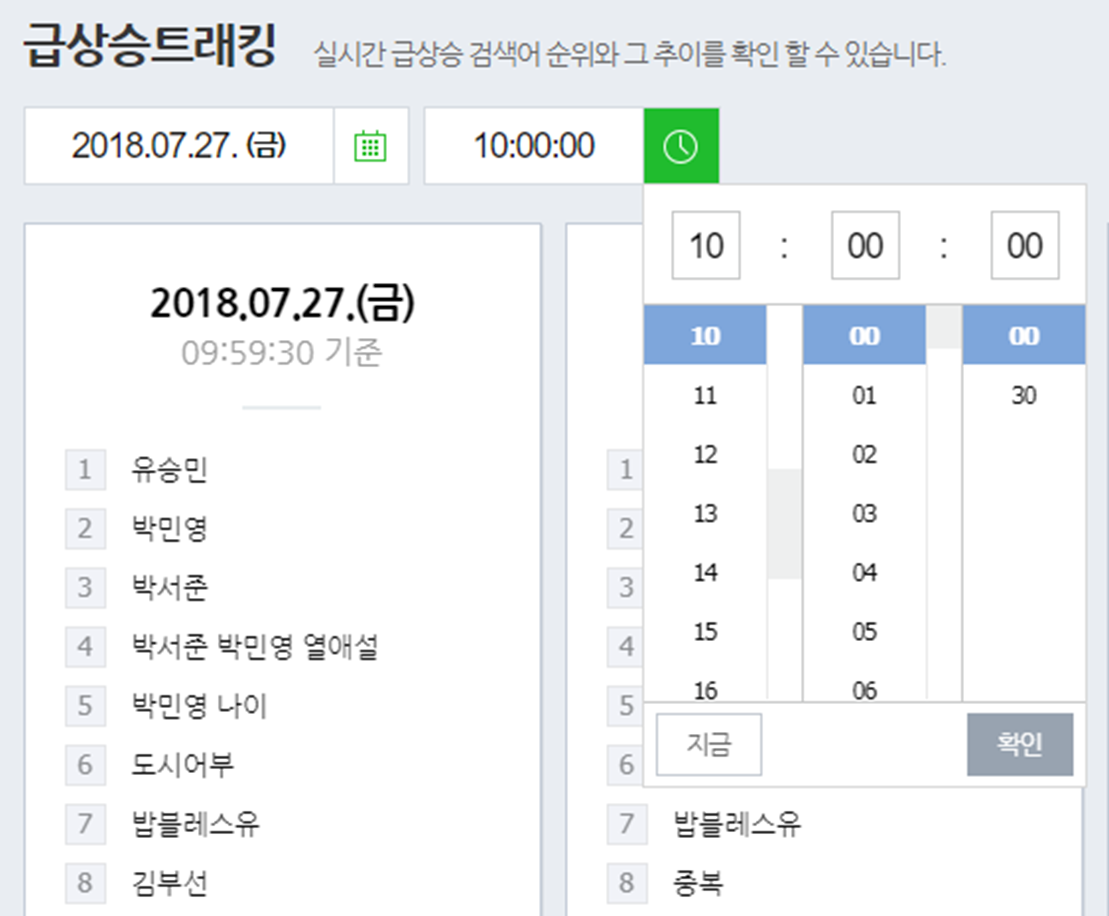 급상승트래킹 실시간 급상승 검색어 순위와 그 추이를 확인 할 수 있습니다.
2018.07.27. (금) 10:00:00
10 : 00 : 00
10 00 00
11 01 30
12 02
13 03
14 04
15 05
16 06
지금 확인
2018.07.27.(금)
09:59:30 기준
1 유승민
2 박민영
3 박서준
4 박서준 박민영 열애설
5 박민영 나이
6 도시어부
7 밥블레스유
8 김부선
1
2
3
4
5
6
7 밥블레스유
8 중복